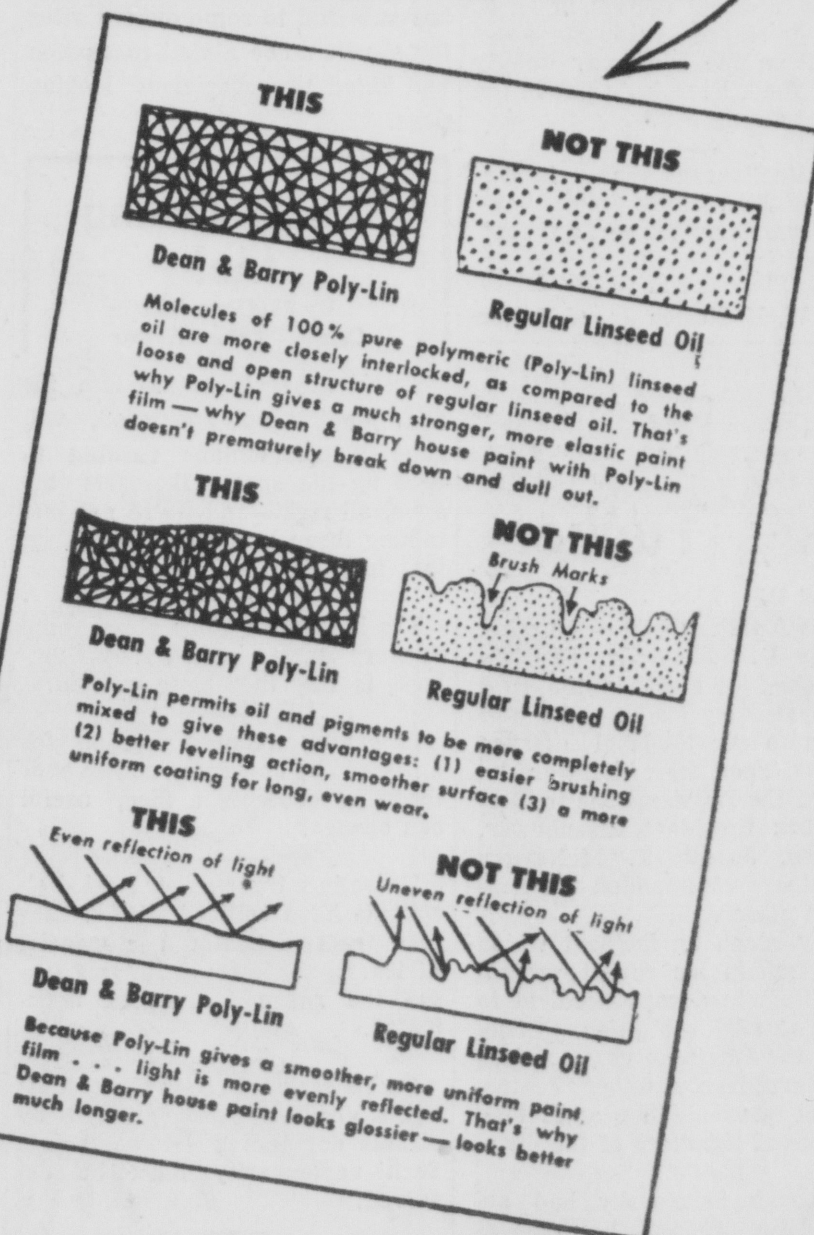 THIS
NOT THIS
Dean & Barry Poly-Lin
Regular Linseed Oil
Molecules of 100% pure polymeric (Poly-Lin) linseed
oil are more closely interlocked, as compared to the
loose and open structure of regular linseed oil. That's
why Poly-Lin gives a much stronger, more elastic paint
film — why Dean & Barry house paint with Poly-Lin
doesn't prematurely break down and dull out.
THIS
NOT THIS
Brush Marks
Dean & Barry Poly-Lin
Regular Linseed Oil
Poly-Lin permits oil and pigments to be more completely
mixed to give these advantages: (1) easier brushing
(2) better leveling action, smoother surface (3) a more
uniform coating for long, even wear.
THIS
Even reflection of light
NOT THIS
Uneven reflection of light
Dean & Barry Poly-Lin
Regular Linseed Oil
Because Poly-Lin gives a smoother, more uniform paint
film . . . light is more evenly reflected. That's why
Dean & Barry house paint looks glossier — looks better
much longer.